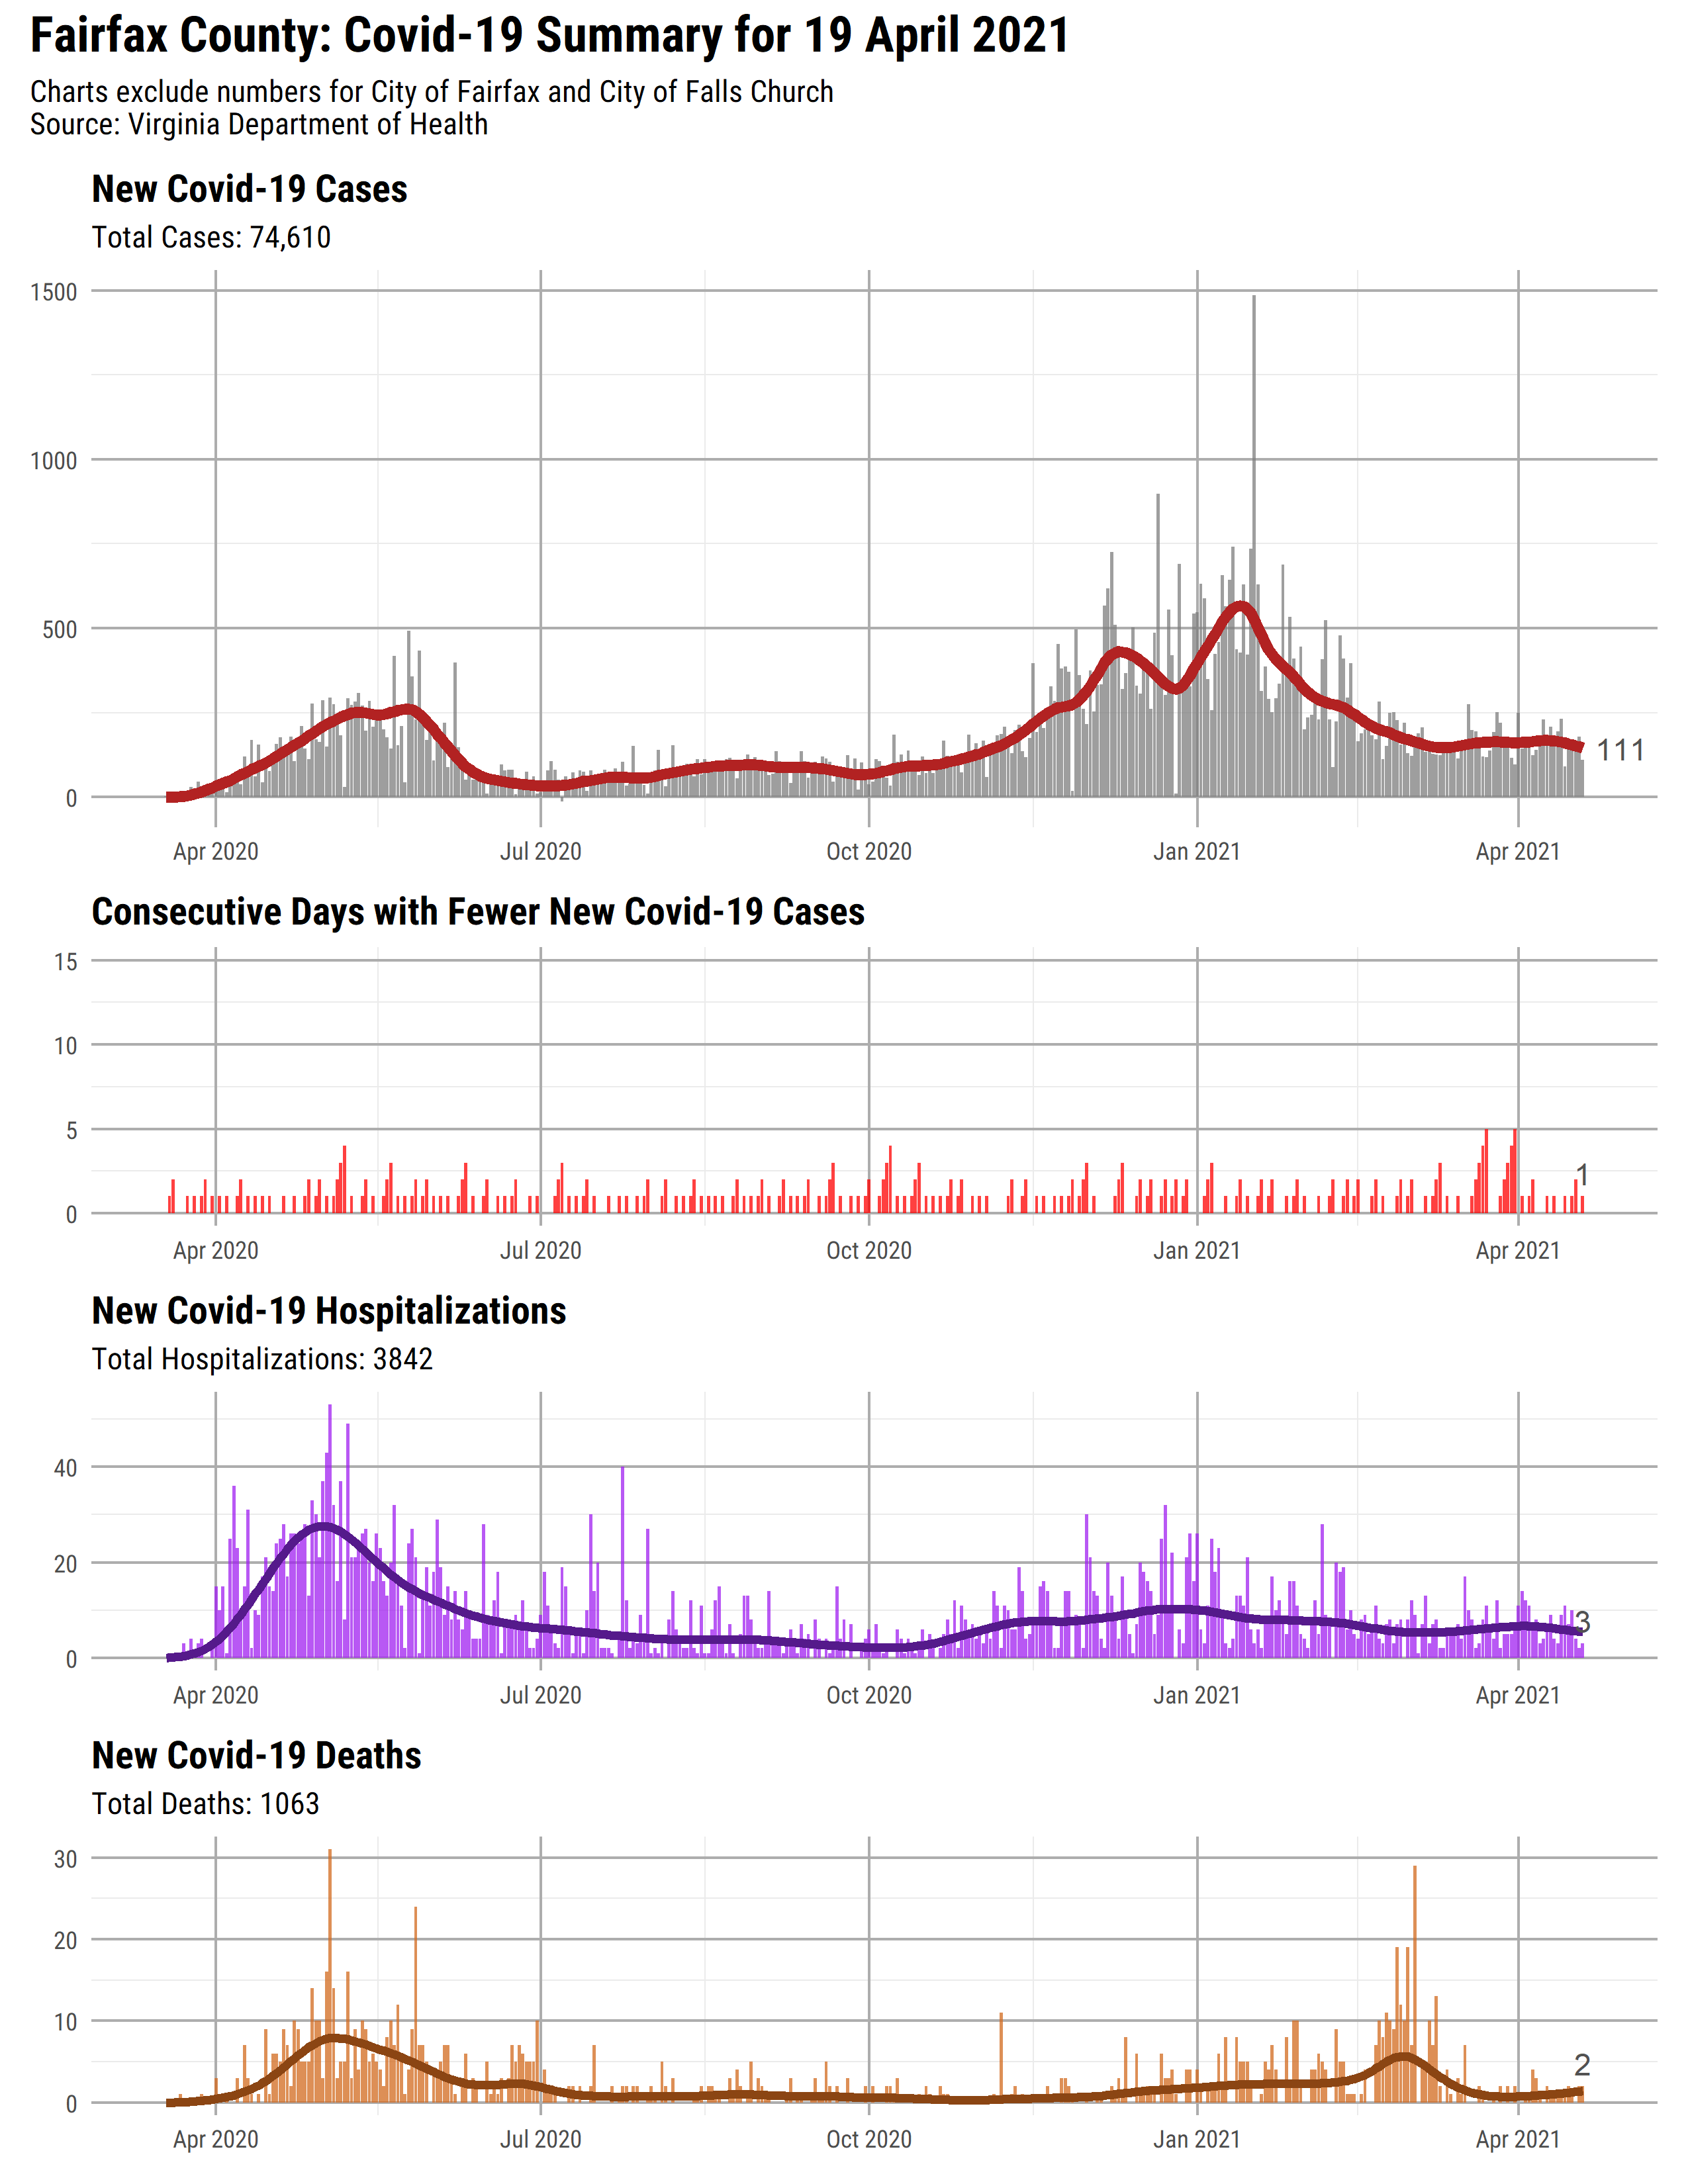 Fairfax County: Covid-19 Summary for 19 April 2021
Charts exclude numbers for City of Fairfax and City of Falls Church
Source: Virginia Department of Health
New Covid-19 Cases
Total Cases: 74,610
1500
1000
500
0
111
Apr 2020 Jul 2020 Oct 2020 Jan 2021 Apr 2021
Consecutive Days with Fewer New Covid-19 Cases
15
10
5
1
0
Apr 2020 Jul 2020 Oct 2020 Jan 2021 Apr 2021
New Covid-19 Hospitalizations
Total Hospitalizations: 3842
40
20
3
0
Apr 2020 Jul 2020 Oct 2020 Jan 2021 Apr 2021
New Covid-19 Deaths
Total Deaths: 1063
30
20
10
2
0
Apr 2020 Jul 2020 Oct 2020 Jan 2021 Apr 2021